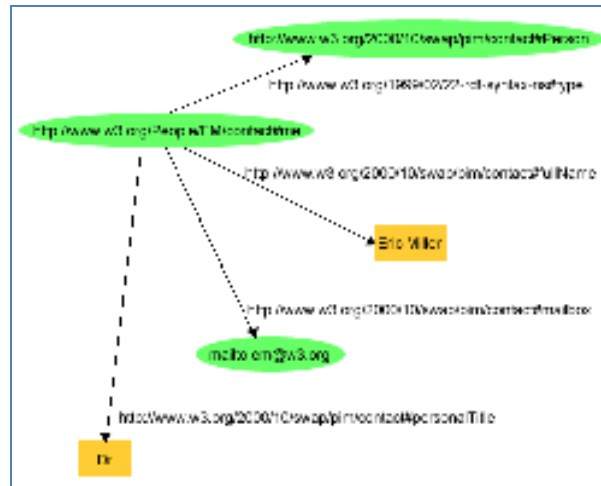 http://www.w3.org/2000/10/swap/pim/contact#Person
http://www.w3.org/1999/02/22-rdf-syntax-ns#type
http://www.w3.org/People/EM/contact#me
http://www.w3.org/2000/10/swap/pim/contact#fullName
Eric Miller
http://www.w3.org/2000/10/swap/pim/contact#mailbox
mailto:em@w3.org
http://www.w3.org/2000/10/swap/pim/contact#personalTitle
Dr.